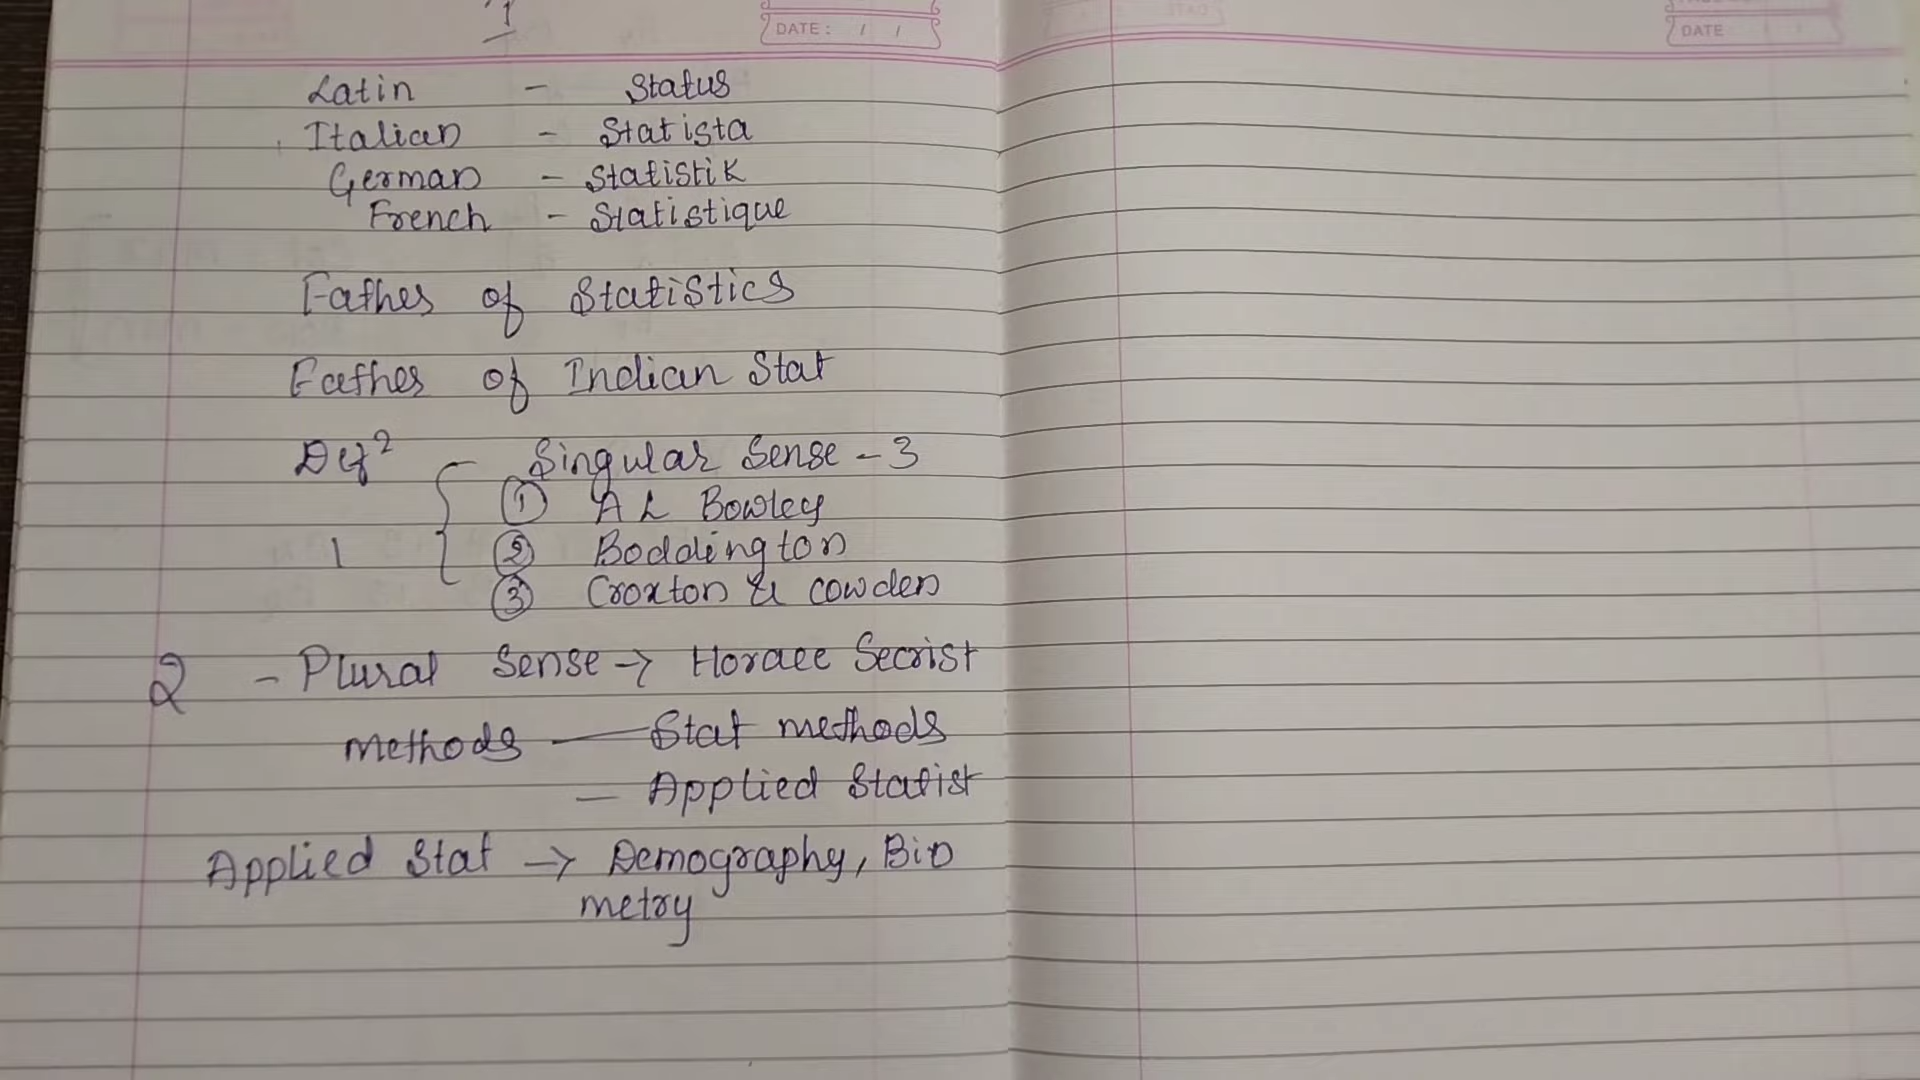 1
DATE: / /
DATE
Latin - Status
Italian - Statista
German - Statistik
French - Statistique
Father of Statistics
Father of Indian Stat
Def² Singular Sense - 3
① A L Bowley
1 ② Boddington
③ Croxton & cowden
2 - Plural Sense → Horace Secrist
methods — Stat methods
— Applied Statist
Applied Stat → Demography, Bio
metry